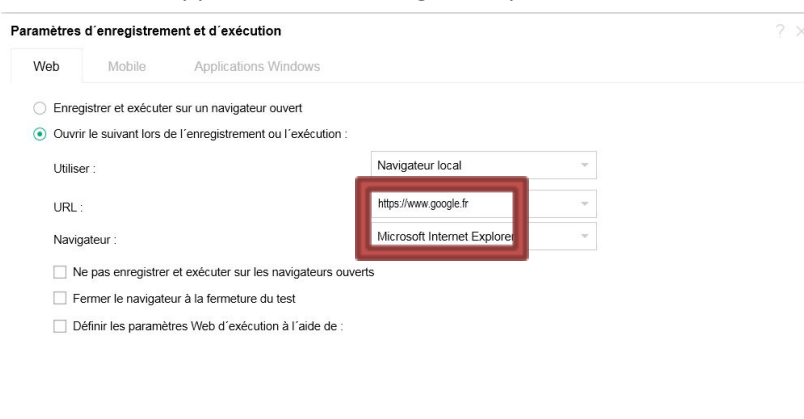 Paramètres d´enregistrement et d´exécution
? ×
Web Mobile Applications Windows
Enregistrer et exécuter sur un navigateur ouvert
Ouvrir le suivant lors de l´enregistrement ou l´exécution :
Utiliser : Navigateur local
URL : https://www.google.fr
Navigateur : Microsoft Internet Explorer
Ne pas enregistrer et exécuter sur les navigateurs ouverts
Fermer le navigateur à la fermeture du test
Définir les paramètres Web d´exécution à l´aide de :